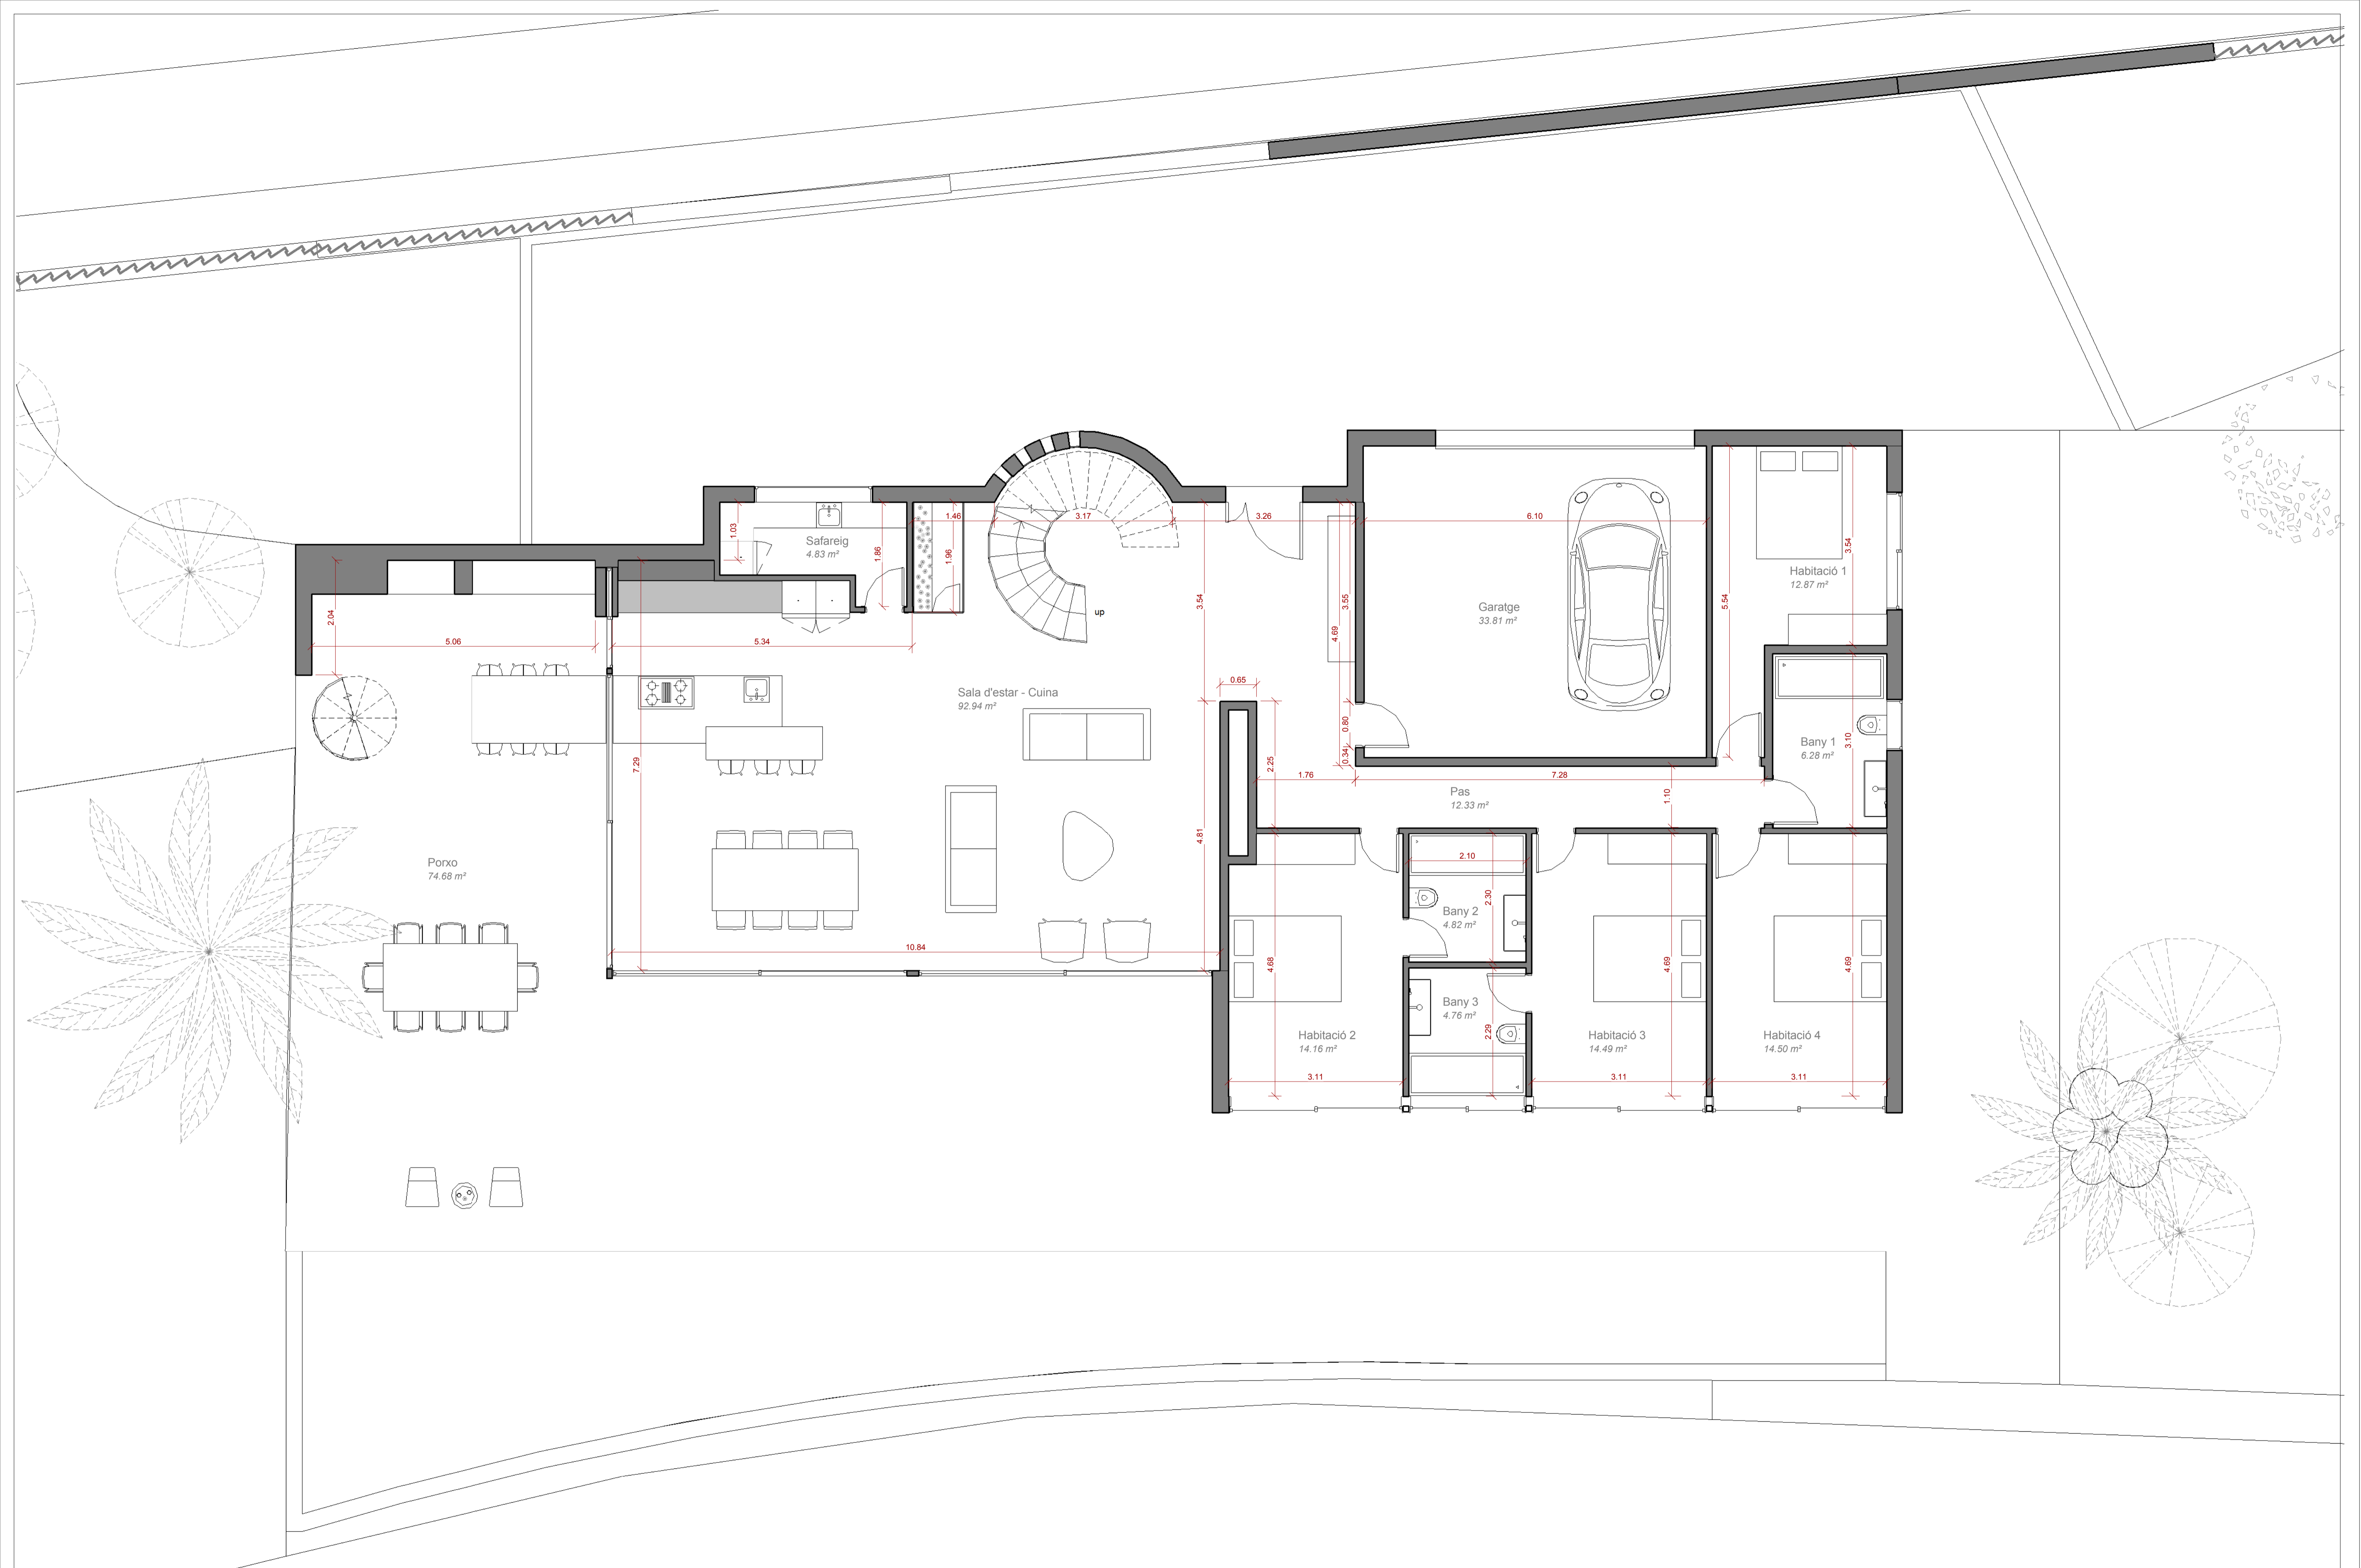 1.46
3.17
3.26
6.10
1.03
Safareig
4.83 m²
1.86
1.96
3.54
3.55
4.69
5.54
3.54
Habitació 1
12.87 m²
Garatge
33.81 m²
up
2.04
5.06
5.34
0.65
Sala d'estar - Cuina
92.94 m²
0.80
0.34
Bany 1
6.28 m²
3.10
7.29
2.25
1.76
7.28
Pas
12.33 m²
1.10
4.81
Porxo
74.68 m²
2.10
2.30
Bany 2
4.82 m²
10.84
4.68
4.69
4.69
Bany 3
4.76 m²
2.29
Habitació 2
14.16 m²
Habitació 3
14.49 m²
Habitació 4
14.50 m²
3.11
3.11
3.11